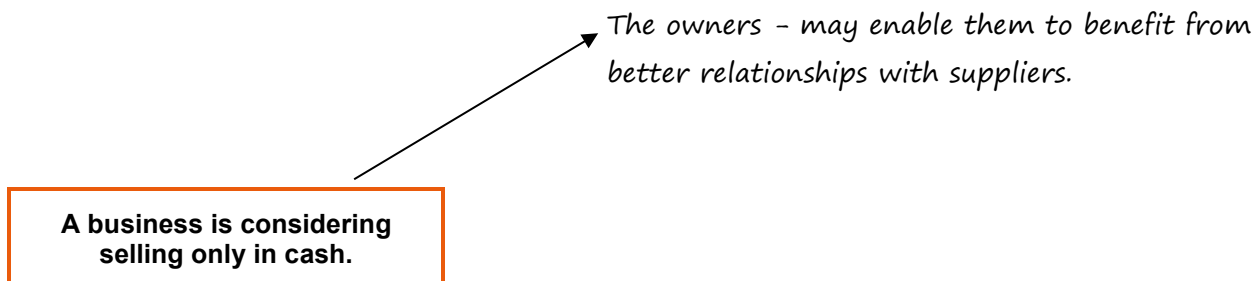 The owners - may enable them to benefit from
better relationships with suppliers.
A business is considering
selling only in cash.